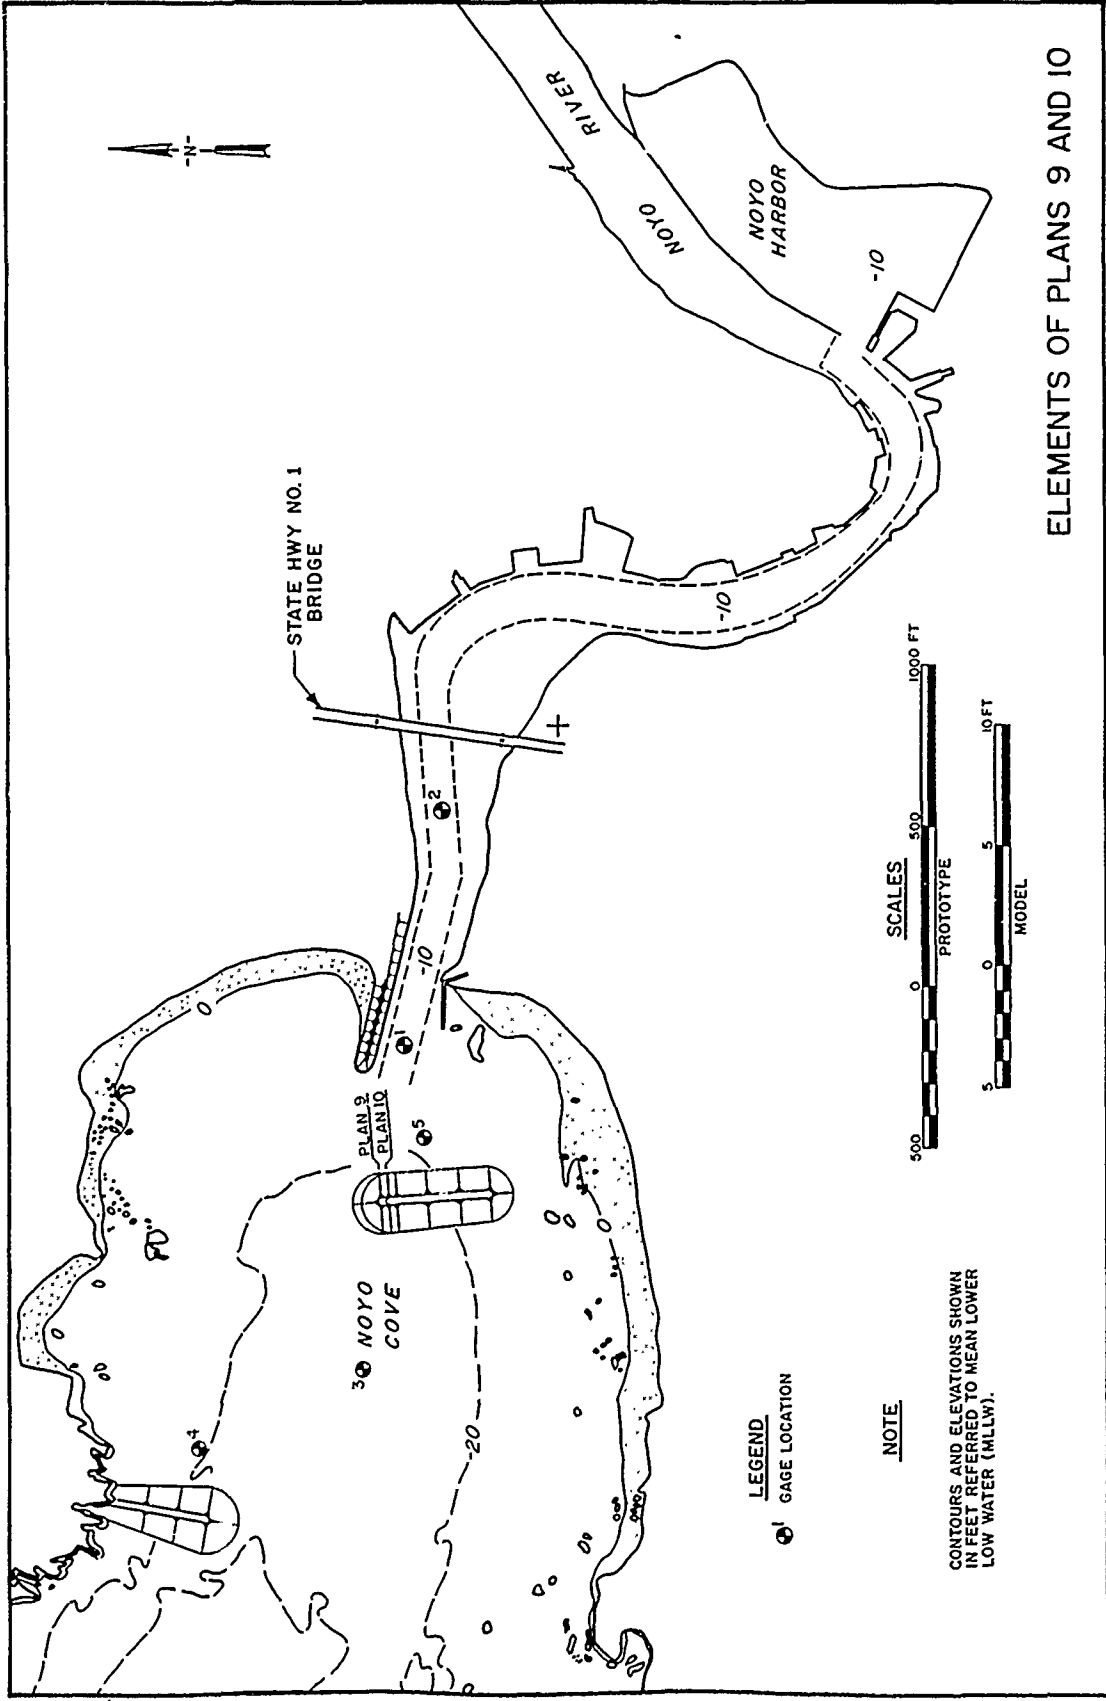 -N-
STATE HWY NO. 1
BRIDGE
NOYO
RIVER
NOYO
HARBOR
-10
-10
-10
0
0
0
0
-20
PLAN 9
PLAN 10
NOYO
COVE
1
2
3
4
5
LEGEND
1 GAGE LOCATION
NOTE
CONTOURS AND ELEVATIONS SHOWN
IN FEET REFERRED TO MEAN LOWER
LOW WATER (MLLW).
SCALES
500 0 500 1000 FT
PROTOTYPE
5 0 5 10 FT
MODEL
ELEMENTS OF PLANS 9 AND 10